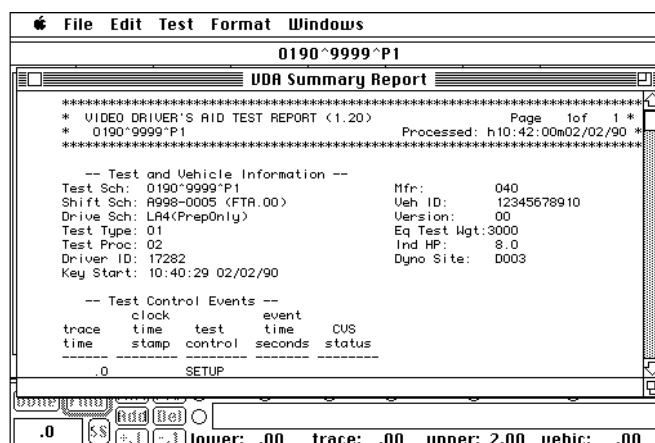 File Edit Test Format Windows
0190^9999^P1
VDA Summary Report
************************************************************************
* VIDEO DRIVER'S AID TEST REPORT (1.20) Page 1of 1 *
* 0190^9999^P1 Processed: h10:42:00m02/02/90 *
************************************************************************
-- Test and Vehicle Information --
Test Sch: 0190^9999^P1 Mfr: 040
Shift Sch: A998-0005 (FTA.00) Veh ID: 12345678910
Drive Sch: LA4(PrepOnly) Version: 00
Test Type: 01 Eq Test Wgt:3000
Test Proc: 02 Ind HP: 8.0
Driver ID: 17282 Dyno Site: D003
Key Start: 10:40:29 02/02/90
-- Test Control Events --
clock event
trace time test time CVS
time stamp control seconds status
------ -------- ------- ------- --------
.0 SETUP
Add Del
.0 $$ lower: .00 trace: .00 upper: 2.00 vehic: .00